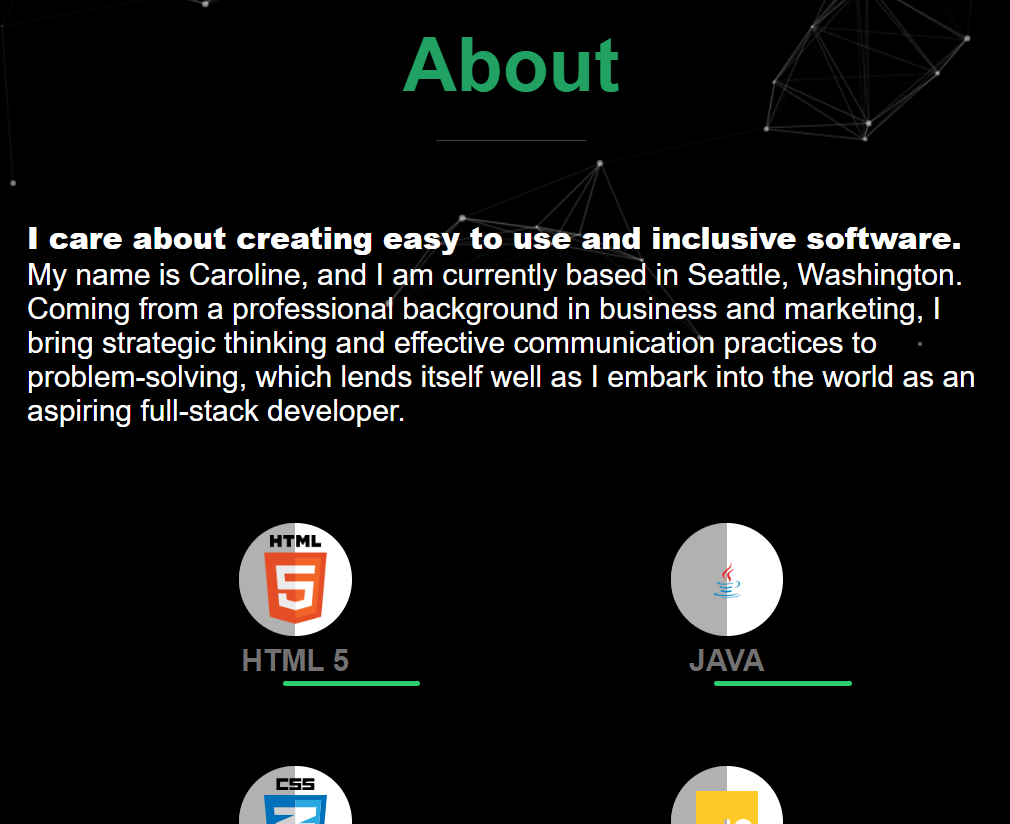 About
I care about creating easy to use and inclusive software.
My name is Caroline, and I am currently based in Seattle, Washington.
Coming from a professional background in business and marketing, I
bring strategic thinking and effective communication practices to
problem-solving, which lends itself well as I embark into the world as an
aspiring full-stack developer.
HTML
5
HTML 5
JAVA
CSS